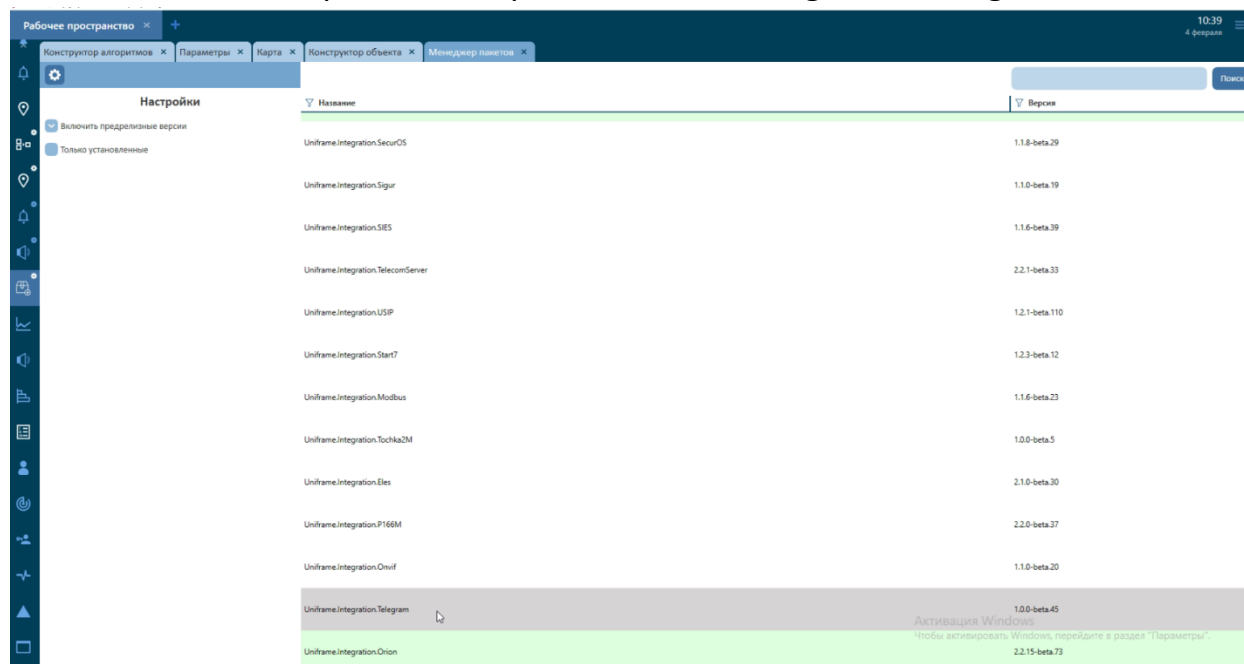 Рабочее пространство × +
10:39
4 февраля
Конструктор алгоритмов × Параметры × Карта × Конструктор объекта × Менеджер пакетов ×
Поиск
Настройки
Название Версия
Включить предрелизные версии
Только установленные
Uniframe.Integration.SecurOS 1.1.8-beta.29
Uniframe.Integration.Sigur 1.1.0-beta.19
Uniframe.Integration.SIES 1.1.6-beta.39
Uniframe.Integration.TelecomServer 2.2.1-beta.33
Uniframe.Integration.USIP 1.2.1-beta.110
Uniframe.Integration.Start7 1.2.3-beta.12
Uniframe.Integration.Modbus 1.1.6-beta.23
Uniframe.Integration.Tochka2M 1.0.0-beta.5
Uniframe.Integration.Eles 2.1.0-beta.30
Uniframe.Integration.P166M 2.2.0-beta.37
Uniframe.Integration.Onvif 1.1.0-beta.20
Uniframe.Integration.Telegram 1.0.0-beta.45
Активация Windows
Чтобы активировать Windows, перейдите в раздел "Параметры".
Uniframe.Integration.Orion 2.2.15-beta.73